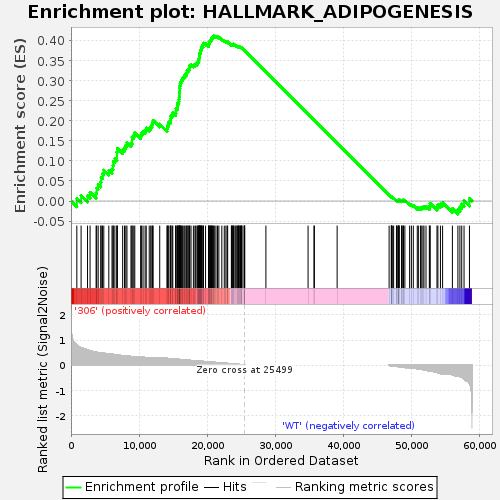 Enrichment plot: HALLMARK_ADIPOGENESIS
Enrichment score (ES)
0.40
0.35
0.30
0.25
0.20
0.15
0.10
0.05
0.00
-0.05
'306' (positively correlated)
Ranked list metric (Signal2Noise)
2
1
0
-1
-2
Zero cross at 25499
'WT' (negatively correlated)
0
10,000
20,000
30,000
40,000
50,000
60,000
Rank in Ordered Dataset
Enrichment profile
Hits
Ranking metric scores